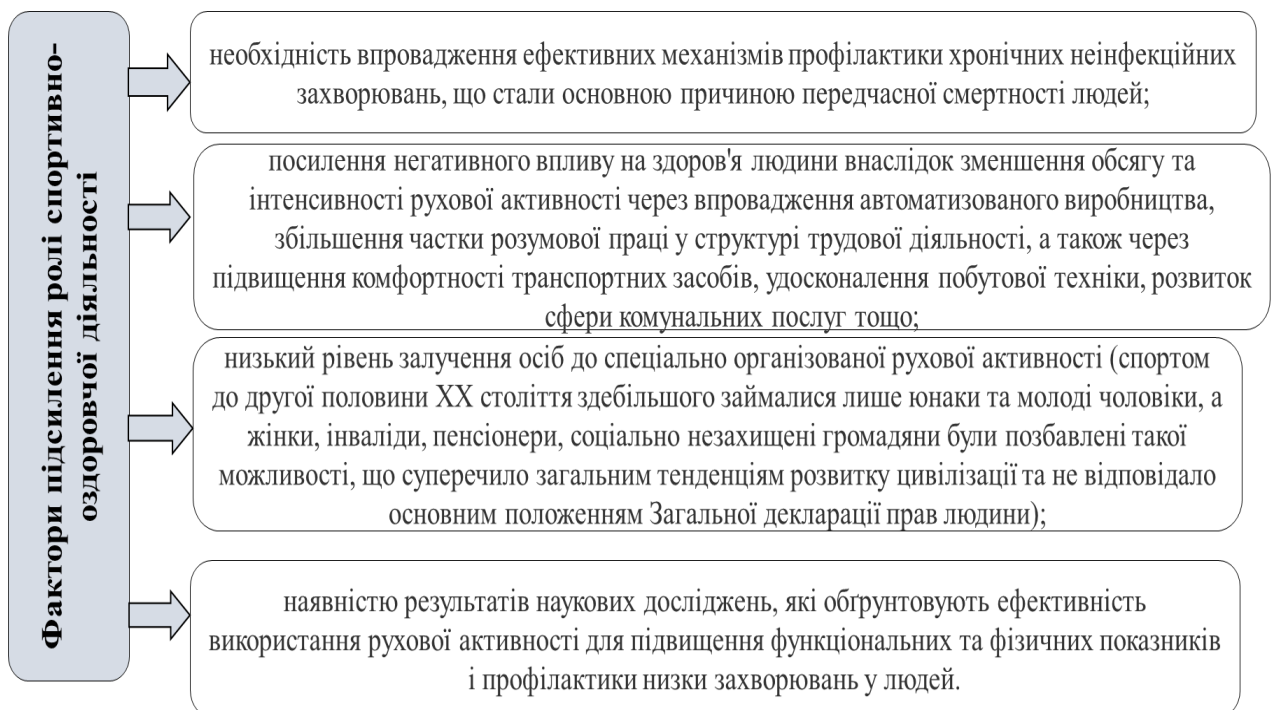 Фактори підсилення ролі спортивно-
оздоровчої діяльності
необхідність впровадження ефективних механізмів профілактики хронічних неінфекційних
захворювань, що стали основною причиною передчасної смертності людей;
посилення негативного впливу на здоров'я людини внаслідок зменшення обсягу та
інтенсивності рухової активності через впровадження автоматизованого виробництва,
збільшення частки розумової праці у структурі трудової діяльності, а також через
підвищення комфортності транспортних засобів, удосконалення побутової техніки, розвиток
сфери комунальних послуг тощо;
низький рівень залучення осіб до спеціально організованої рухової активності (спортом
до другої половини ХХ століття здебільшого займалися лише юнаки та молоді чоловіки, а
жінки, інваліди, пенсіонери, соціально незахищені громадяни були позбавлені такої
можливості, що суперечило загальним тенденціям розвитку цивілізації та не відповідало
основним положенням Загальної декларації прав людини);
наявністю результатів наукових досліджень, які обґрунтовують ефективність
використання рухової активності для підвищення функціональних та фізичних показників
і профілактики низки захворювань у людей.